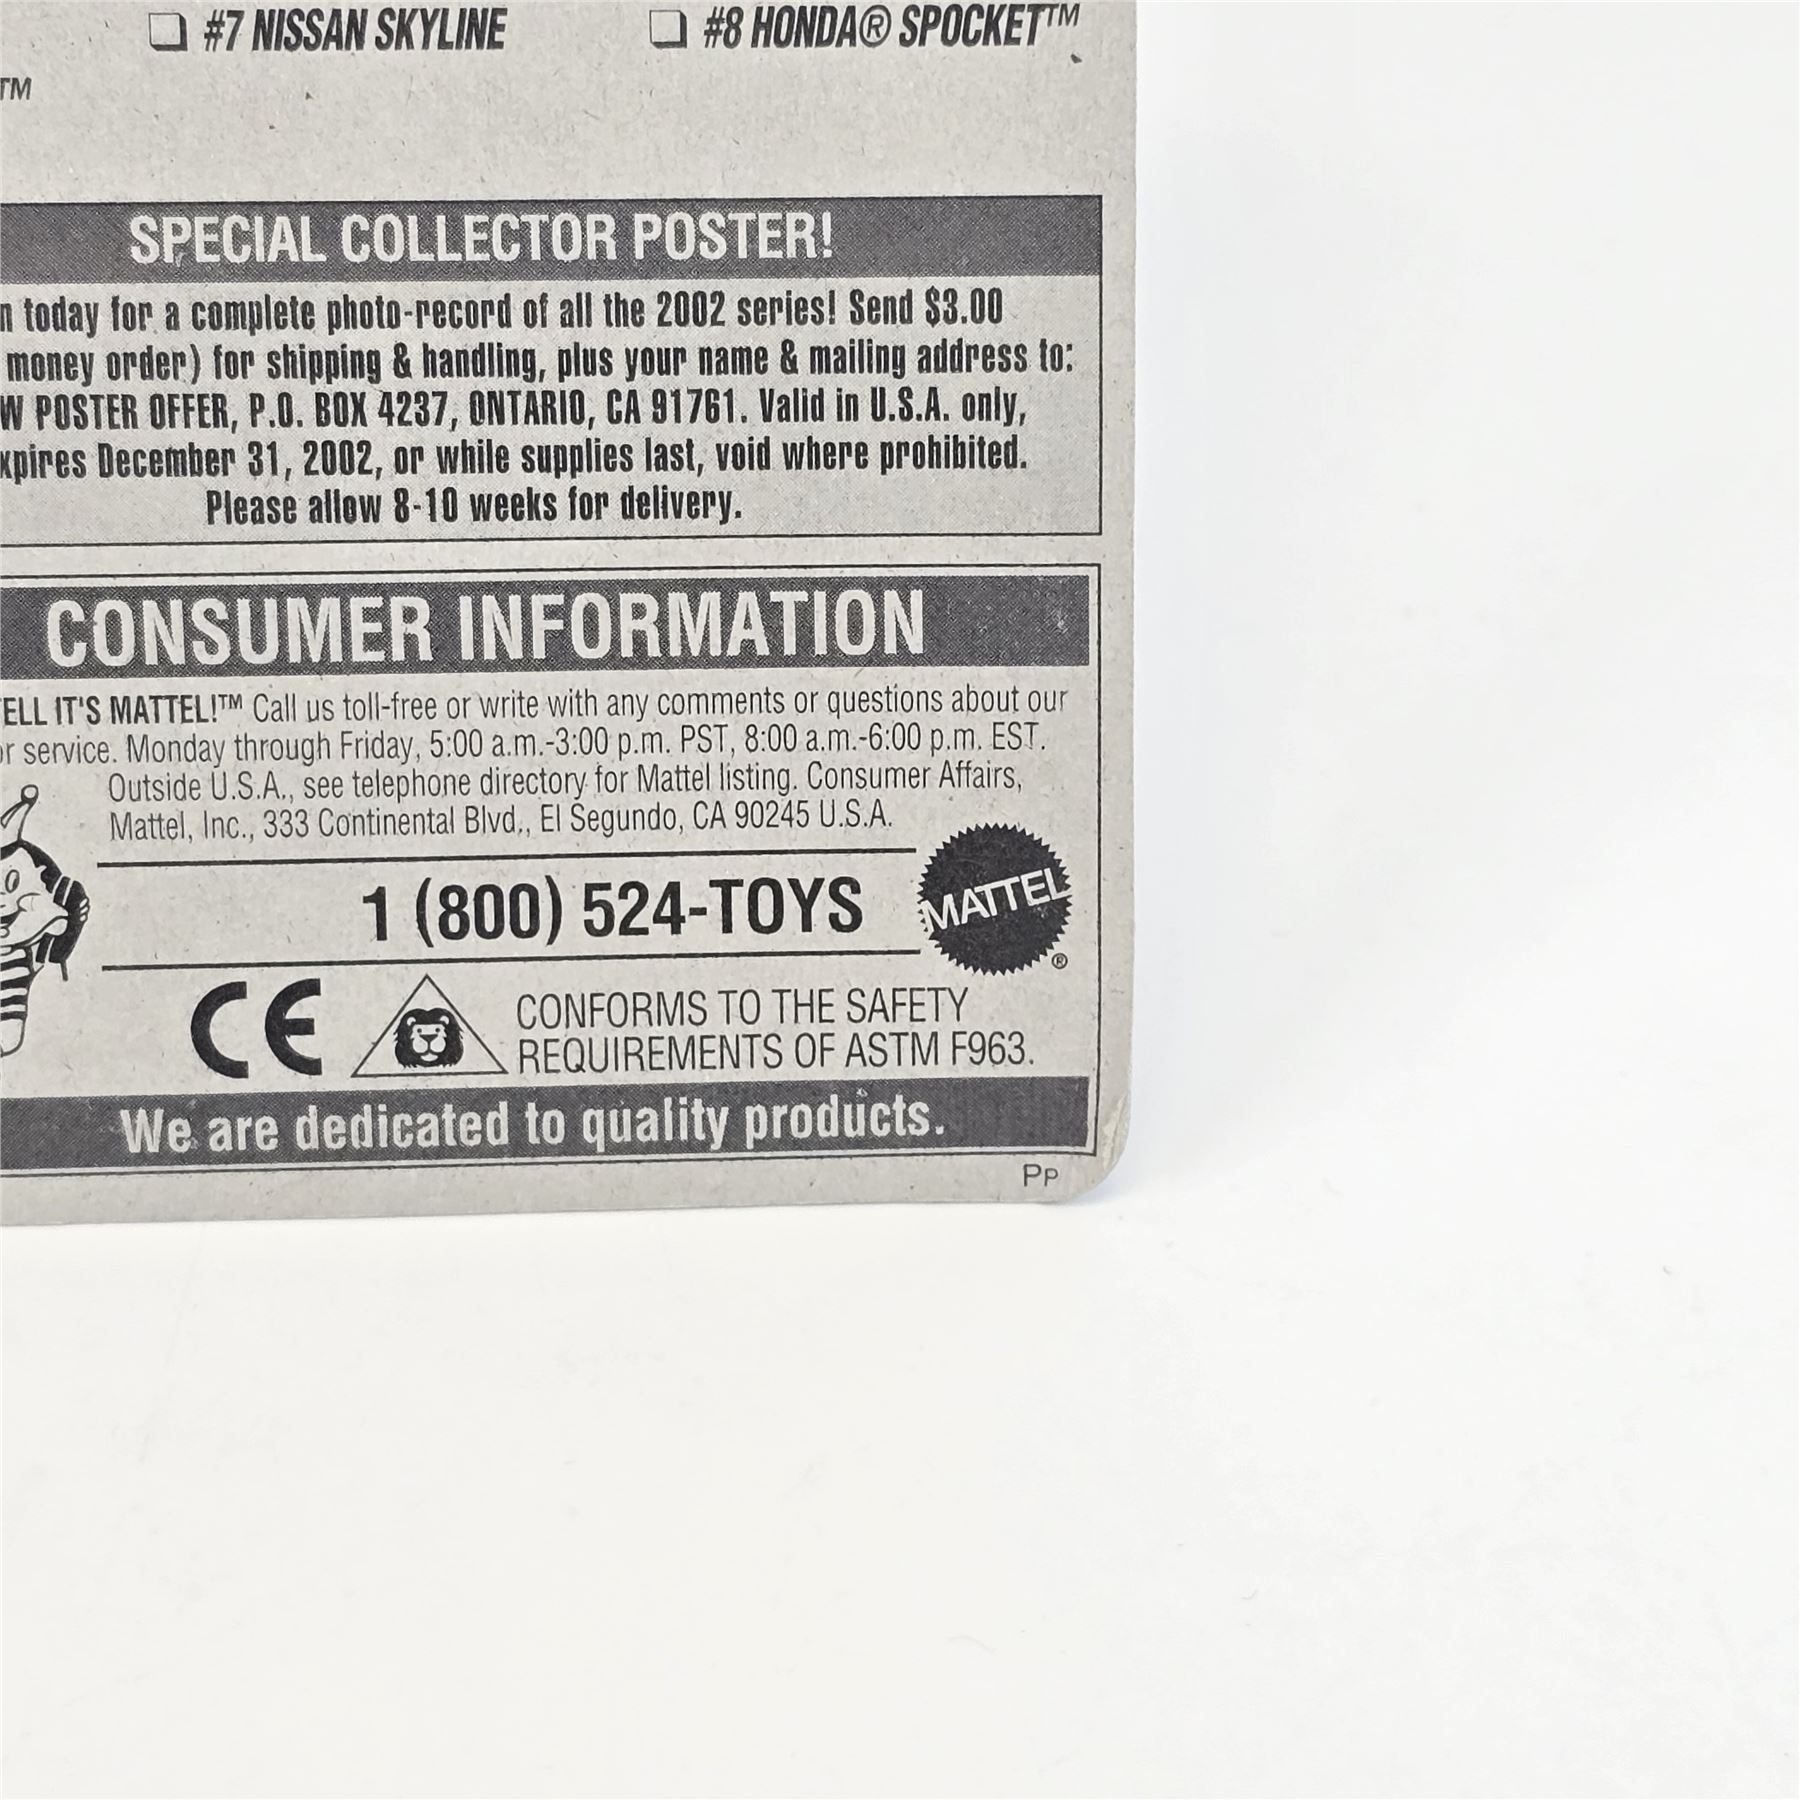 #7 NISSAN SKYLINE #8 HONDA® SPOCKET™
TM
SPECIAL COLLECTOR POSTER!
today for a complete photo-record of all the 2002 series! Send $3.00
money order) for shipping & handling, plus your name & mailing address to:
W POSTER OFFER, P.O. BOX 4237, ONTARIO, CA 91761. Valid in U.S.A. only,
xpires December 31, 2002, or while supplies last, void where prohibited.
Please allow 8-10 weeks for delivery.
CONSUMER INFORMATION
ELL IT'S MATTEL!™ Call us toll-free or write with any comments or questions about our
r service. Monday through Friday, 5:00 a.m.-3:00 p.m. PST, 8:00 a.m.-6:00 p.m. EST.
Outside U.S.A., see telephone directory for Mattel listing. Consumer Affairs,
Mattel, Inc., 333 Continental Blvd., El Segundo, CA 90245 U.S.A.
1 (800) 524-TOYS
MATTEL®
CE
CONFORMS TO THE SAFETY
REQUIREMENTS OF ASTM F963.
We are dedicated to quality products.
PP